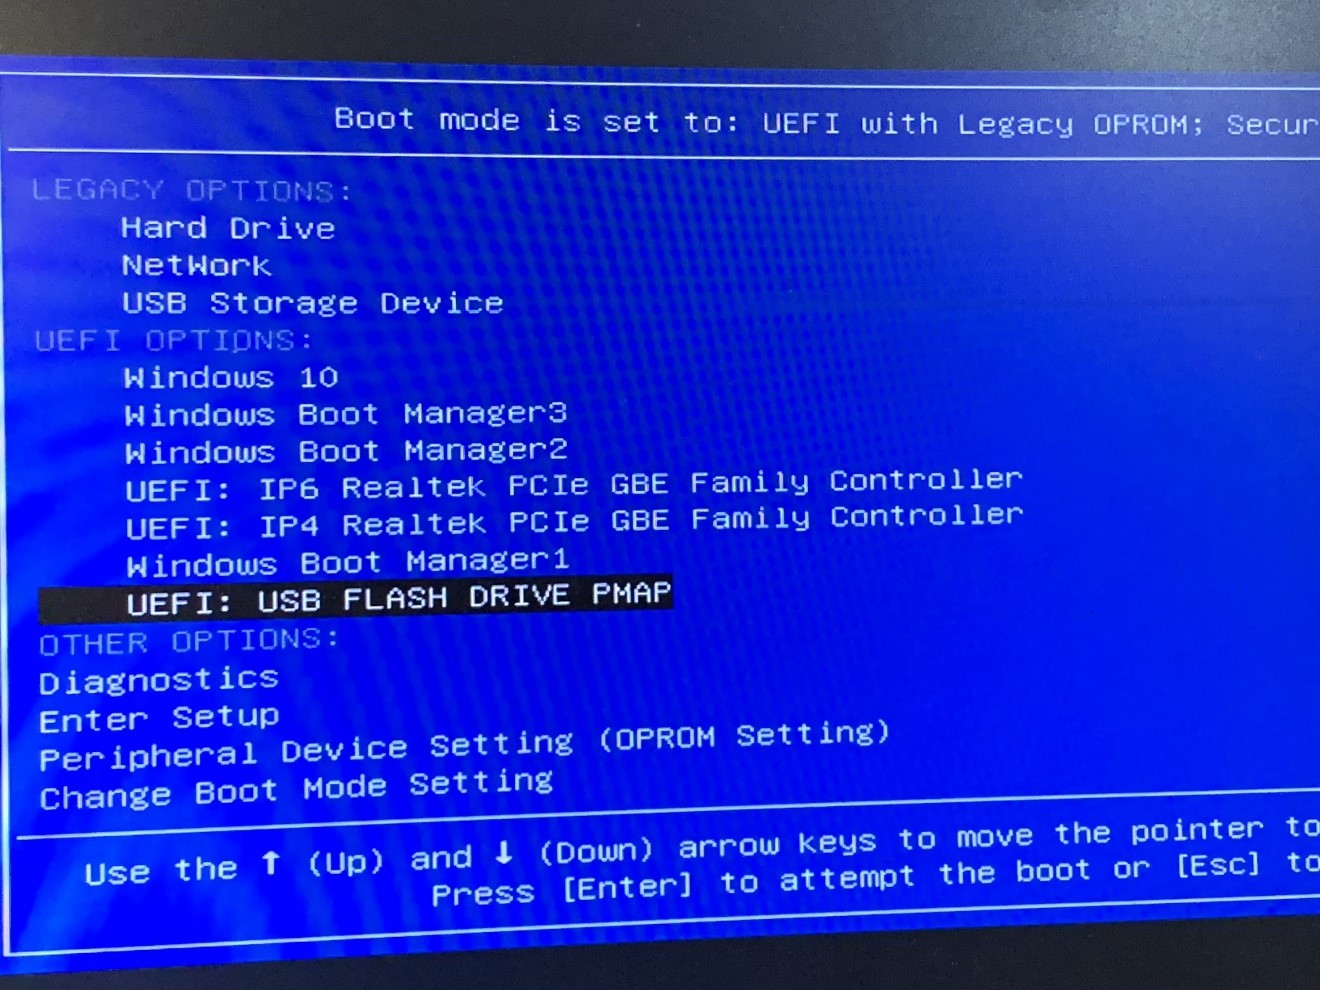 Boot mode is set to: UEFI with Legacy OPROM; Secur
LEGACY OPTIONS:
Hard Drive
NetWork
USB Storage Device
UEFI OPTIONS:
Windows 10
Windows Boot Manager3
Windows Boot Manager2
UEFI: IP6 Realtek PCIe GBE Family Controller
UEFI: IP4 Realtek PCIe GBE Family Controller
Windows Boot Manager1
UEFI: USB FLASH DRIVE PMAP
OTHER OPTIONS:
Diagnostics
Enter Setup
Peripheral Device Setting (OPROM Setting)
Change Boot Mode Setting
Use the ↑ (Up) and ↓ (Down) arrow keys to move the pointer to
Press [Enter] to attempt the boot or [Esc] to